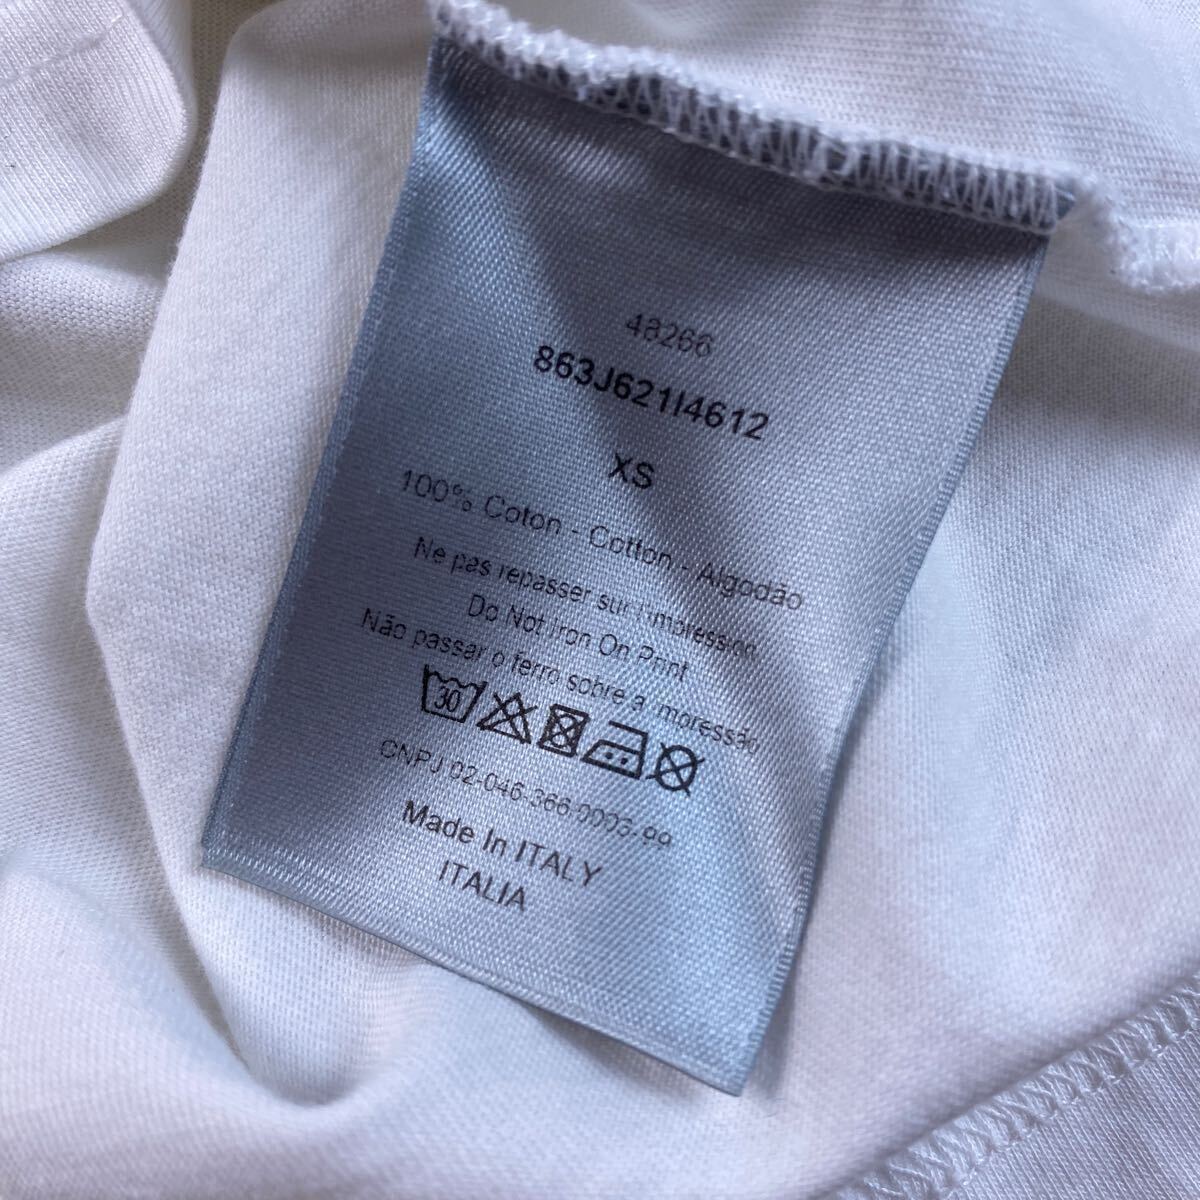 48266
863J621I4612
XS
100% Coton - Cotton - Algodão
Ne pas repasser sur l'impression
Do Not Iron On Print
Não passar o ferro sobre a impressão
30
CNPJ 02-046-366-0003-99
Made In ITALY
ITALIA